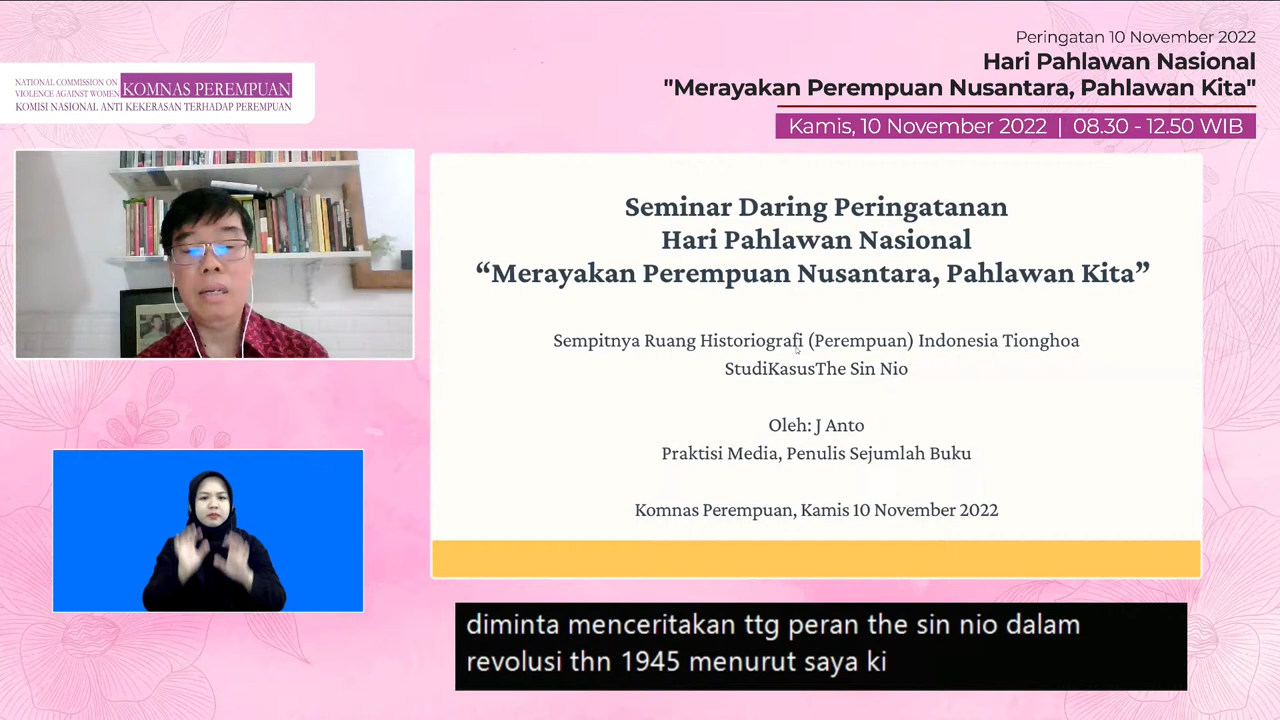 Peringatan 10 November 2022
Hari Pahlawan Nasional
"Merayakan Perempuan Nusantara, Pahlawan Kita"
Kamis, 10 November 2022 | 08.30 - 12.50 WIB
NATIONAL COMMISSION ON
VIOLENCE AGAINST WOMEN
KOMNAS PEREMPUAN
KOMISI NASIONAL ANTI KEKERASAN TERHADAP PEREMPUAN
Seminar Daring Peringatanan
Hari Pahlawan Nasional
“Merayakan Perempuan Nusantara, Pahlawan Kita”
Sempitnya Ruang Historiografi (Perempuan) Indonesia Tionghoa
StudiKasusThe Sin Nio
Oleh: J Anto
Praktisi Media, Penulis Sejumlah Buku
Komnas Perempuan, Kamis 10 November 2022
diminta menceritakan ttg peran the sin nio dalam
revolusi thn 1945 menurut saya ki